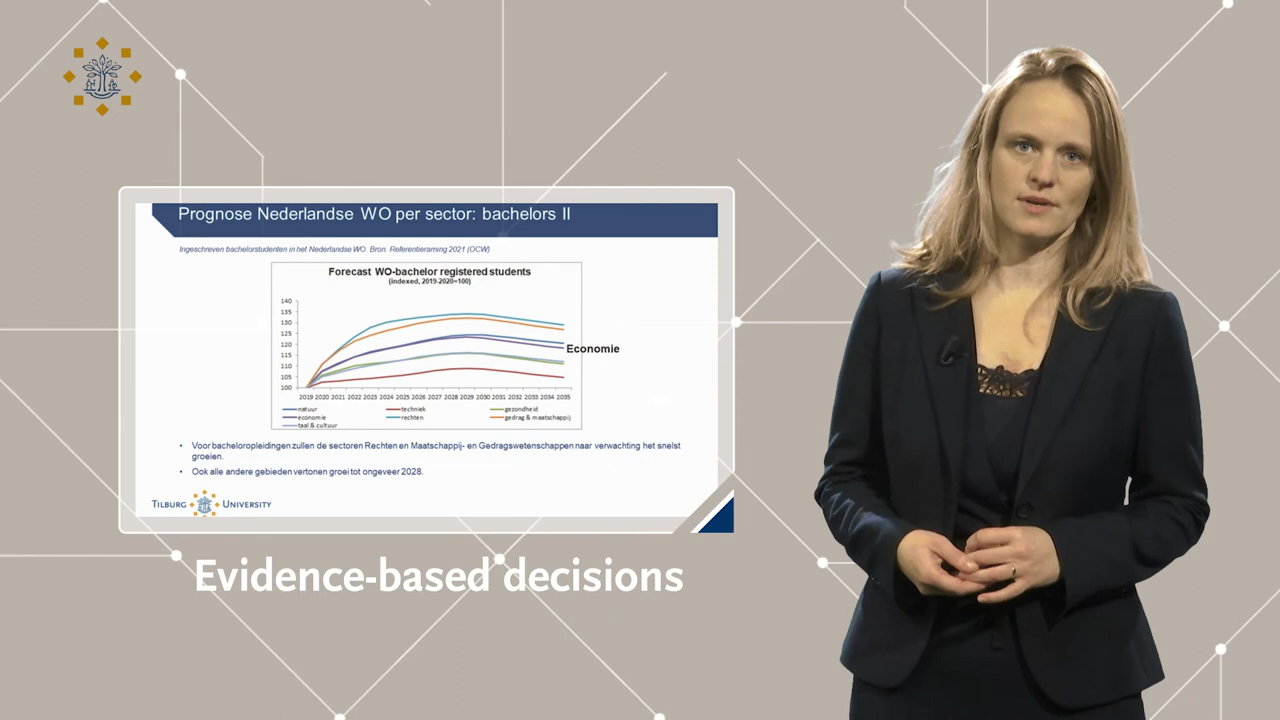 Prognose Nederlandse WO per sector: bachelors II
Ingeschreven bachelorstudenten in het Nederlandse WO. Bron: Referentieraming 2021 (OCW)
Forecast WO-bachelor registered students
(indexed, 2019-2020=100)
140
135
130
125
120
115
110
105
100
Economie
2019 2020 2021 2022 2023 2024 2025 2026 2027 2028 2029 2030 2031 2032 2033 2034 2035
natuur techniek gezondheid
economie rechten gedrag & maatschappij
taal & cultuur
• Voor bacheloropleidingen zullen de sectoren Rechten en Maatschappij- en Gedragswetenschappen naar verwachting het snelst
groeien.
• Ook alle andere gebieden vertonen groei tot ongeveer 2028.
TILBURG UNIVERSITY
Evidence-based decisions